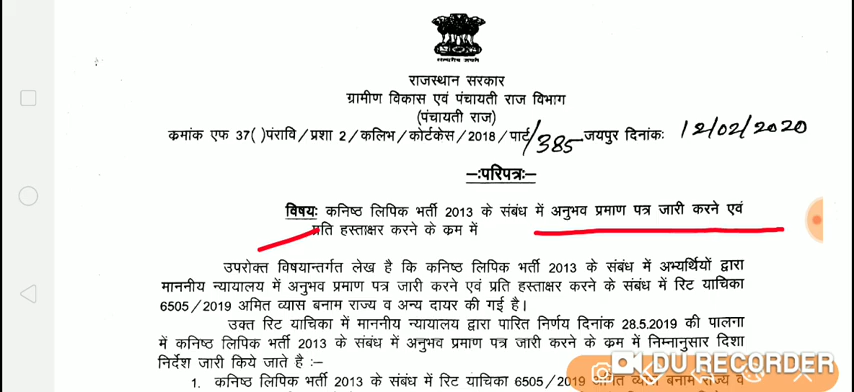 राजस्थान सरकार
ग्रामीण विकास एवं पंचायती राज विभाग
(पंचायती राज)
क्रमांक एफ 37( )पंरावि/प्रशा 2/कलिभ/कोर्टकेस/2018/पार्ट/385 जयपुर दिनांकः 12/02/2020
—:परिपत्रः—
विषयः कनिष्ठ लिपिक भर्ती 2013 के संबंध में अनुभव प्रमाण पत्र जारी करने एवं
प्रति हस्ताक्षर करने के क्रम में
उपरोक्त विषयान्तर्गत लेख है कि कनिष्ठ लिपिक भर्ती 2013 के संबंध में अभ्यर्थियों द्वारा
माननीय न्यायालय में अनुभव प्रमाण पत्र जारी करने एवं प्रति हस्ताक्षर करने के संबंध में रिट याचिका
6505/2019 अमित व्यास बनाम राज्य व अन्य दायर की गई है।
उक्त रिट याचिका में माननीय न्यायालय द्वारा पारित निर्णय दिनांक 28.5.2019 की पालना
में कनिष्ठ लिपिक भर्ती 2013 के संबंध में अनुभव प्रमाण पत्र जारी करने के क्रम में निम्नानुसार दिशा
निर्देश जारी किये जाते है :—
1. कनिष्ठ लिपिक भर्ती 2013 के संबंध में रिट याचिका 6505/2019 अमित व्यास बनाम राज्य व
DU RECORDER